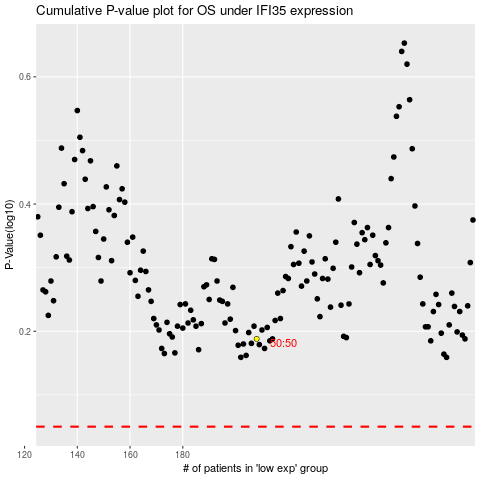 Cumulative P-value plot for OS under IFI35 expression
P-Value(log10)
0.6
0.4
0.2
50:50
120 140 160 180
# of patients in 'low exp' group